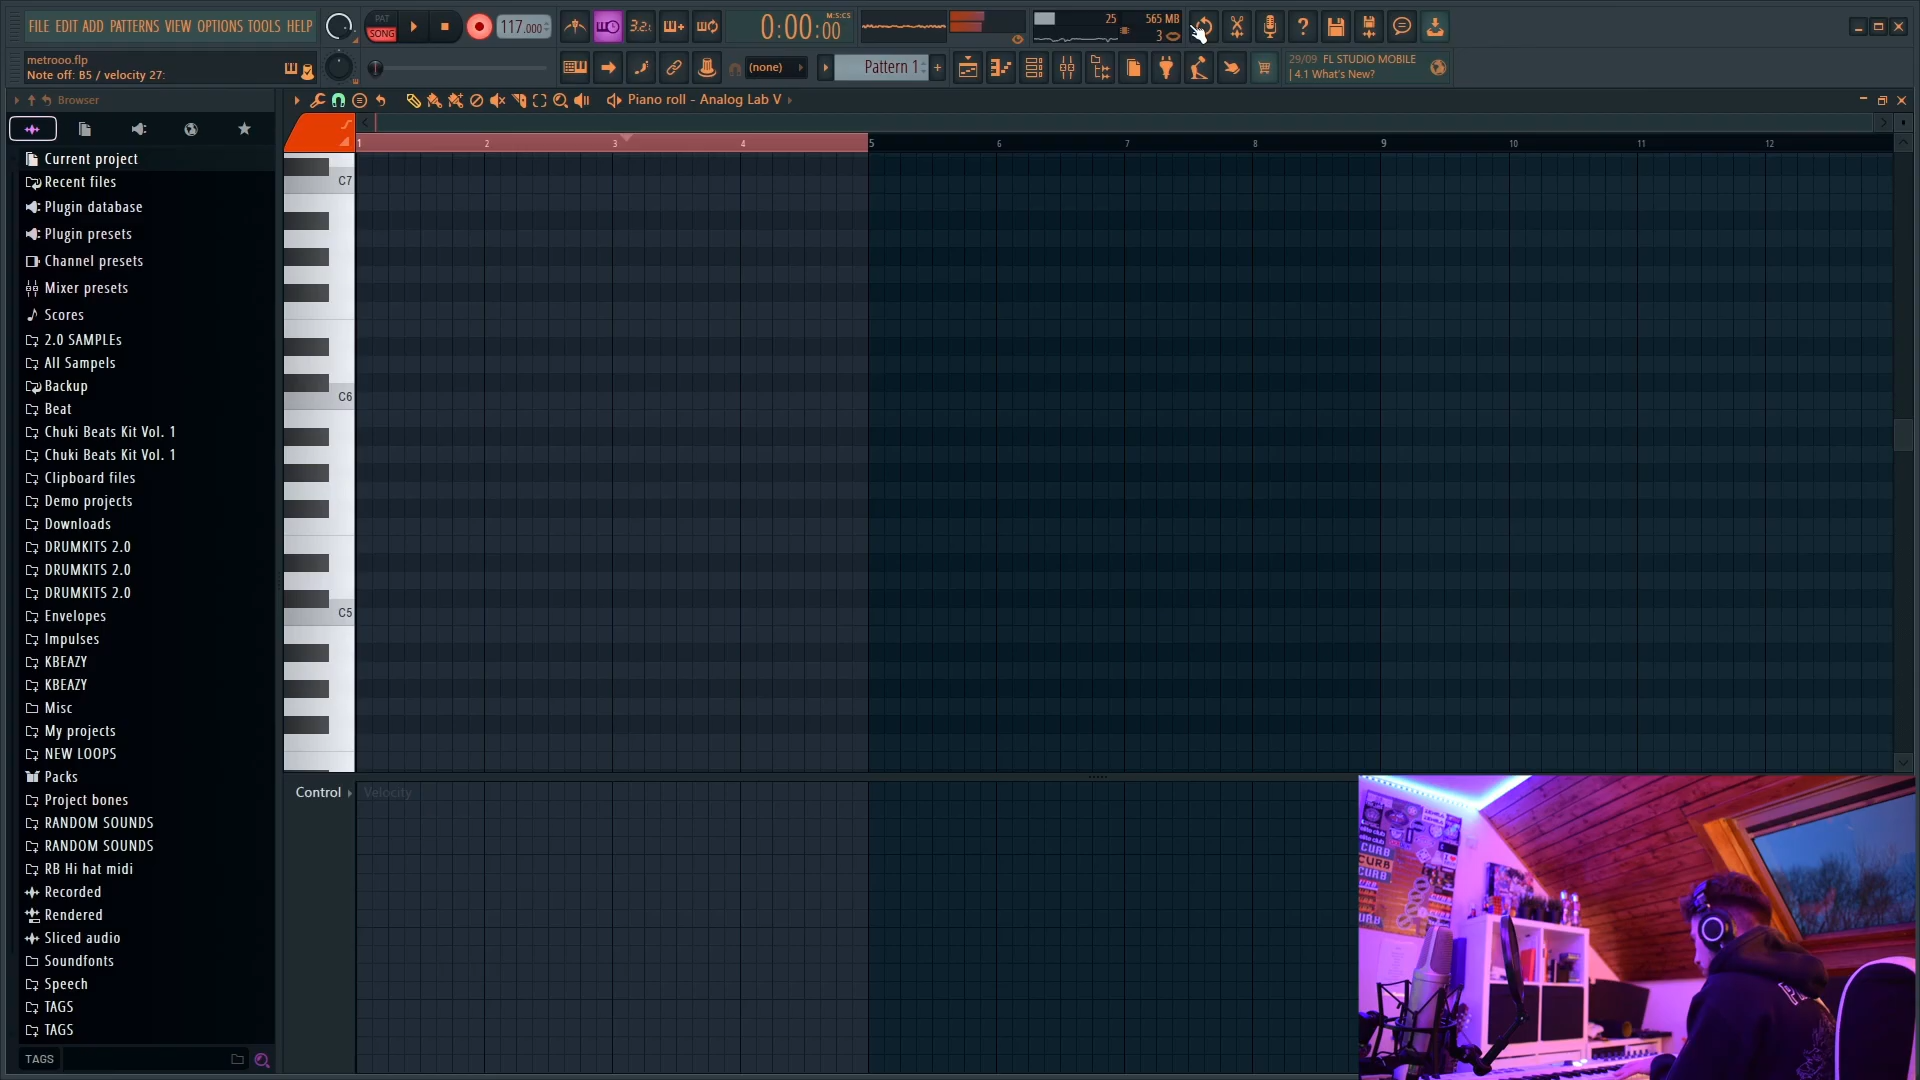 FILE EDIT ADD PATTERNS VIEW OPTIONS TOOLS HELP
PAT
SONG
117.000
3.2.
0:00:00
M:S:CS
25
565 MB
3
metrooo.flp
Note off: B5 / velocity 27:
(none)
Pattern 1
29/09 FL STUDIO MOBILE
| 4.1 What's New?
Browser
Piano roll - Analog Lab V
1 2 3 4 5 6 7 8 9 10 11 12
Current project
Recent files
Plugin database
Plugin presets
Channel presets
Mixer presets
Scores
2.0 SAMPLEs
All Sampels
Backup
Beat
Chuki Beats Kit Vol. 1
Chuki Beats Kit Vol. 1
Clipboard files
Demo projects
Downloads
DRUMKITS 2.0
DRUMKITS 2.0
DRUMKITS 2.0
Envelopes
Impulses
KBEAZY
KBEAZY
Misc
My projects
NEW LOOPS
Packs
Project bones
RANDOM SOUNDS
RANDOM SOUNDS
RB Hi hat midi
Recorded
Rendered
Sliced audio
Soundfonts
Speech
TAGS
TAGS
TAGS
C7
C6
C5
Control
Velocity
CURB
CURB
CURB